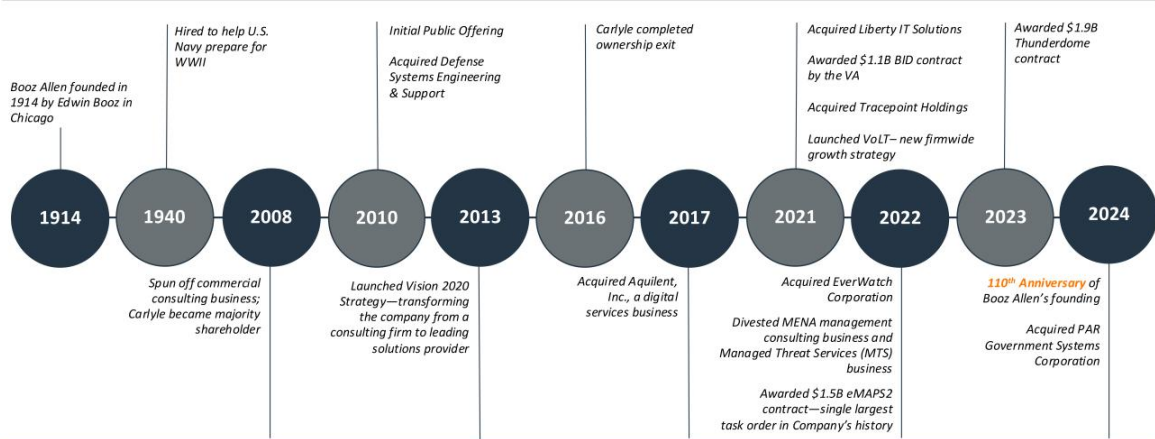 Booz Allen founded in
1914 by Edwin Booz in
Chicago
Hired to help U.S.
Navy prepare for
WWII
Initial Public Offering
Acquired Defense
Systems Engineering
& Support
Carlyle completed
ownership exit
Acquired Liberty IT Solutions
Awarded $1.1B BID contract
by the VA
Acquired Tracepoint Holdings
Launched VoLT– new firmwide
growth strategy
Awarded $1.9B
Thunderdome
contract
1914
1940
2008
2010
2013
2016
2017
2021
2022
2023
2024
Spun off commercial
consulting business;
Carlyle became majority
shareholder
Launched Vision 2020
Strategy—transforming
the company from a
consulting firm to leading
solutions provider
Acquired Aquilent,
Inc., a digital
services business
Acquired EverWatch
Corporation
Divested MENA management
consulting business and
Managed Threat Services (MTS)
business
Awarded $1.5B eMAPS2
contract—single largest
task order in Company's history
110th Anniversary of
Booz Allen's founding
Acquired PAR
Government Systems
Corporation